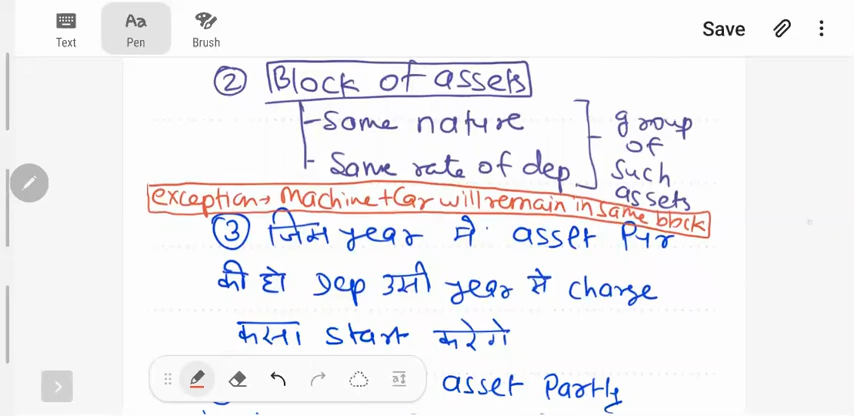 Text
Pen
Brush
Save
② Block of assets
- Same nature
- Same rate of dep
group
of
such
assets
exception → Machine + Car will remain in same block
③ जिस year मे asset Pur
की हो Dep उसी year से charge
करना start करेगे
asset Partly